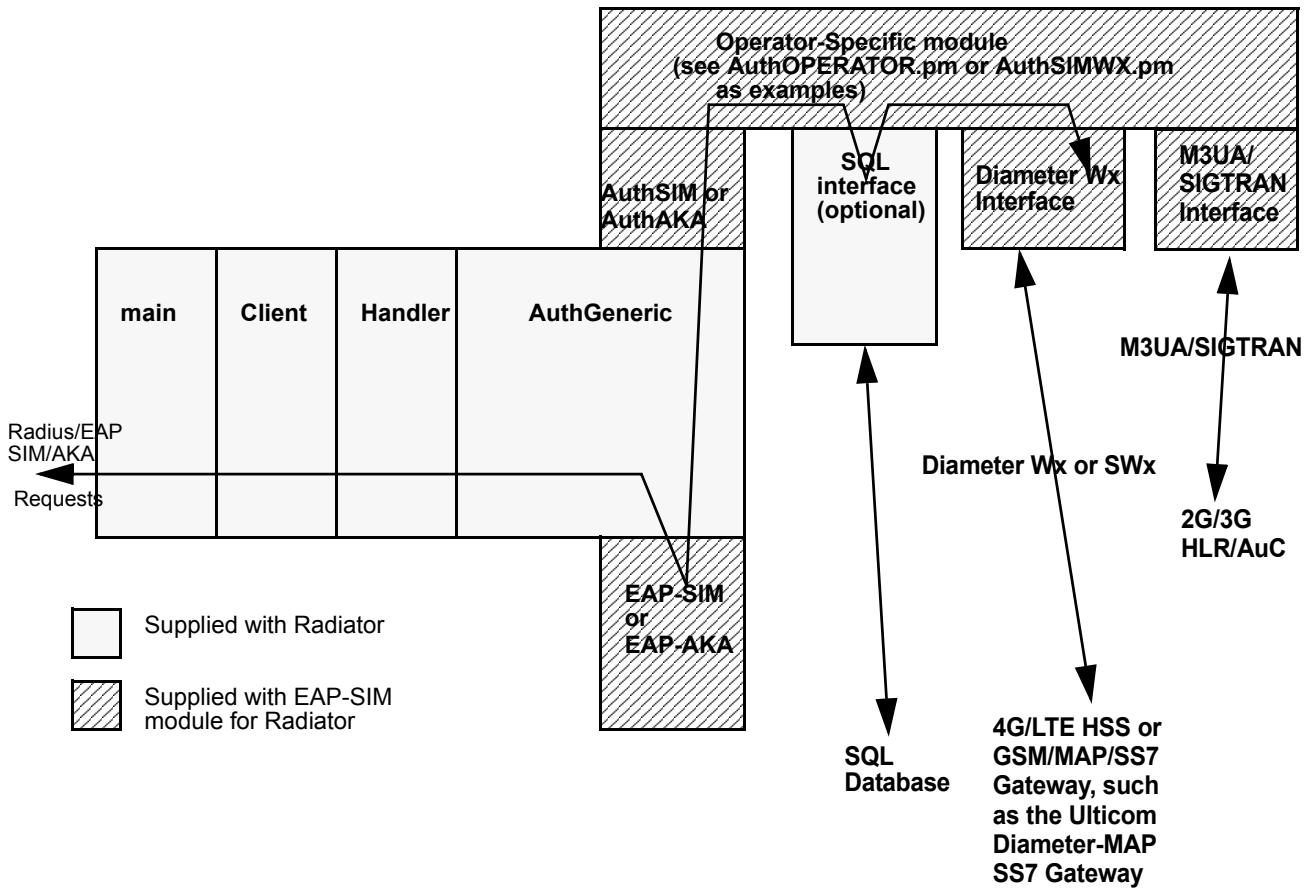 Operator-Specific module
(see AuthOPERATOR.pm or AuthSIMWX.pm
as examples)
AuthSIM or
AuthAKA
SQL
interface
(optional)
Diameter Wx
Interface
M3UA/
SIGTRAN
Interface
main
Client
Handler
AuthGeneric
M3UA/SIGTRAN
Radius/EAP
SIM/AKA
Requests
Diameter Wx or SWx
2G/3G
HLR/AuC
EAP-SIM
or
EAP-AKA
Supplied with Radiator
Supplied with EAP-SIM
module for Radiator
SQL
Database
4G/LTE HSS or
GSM/MAP/SS7
Gateway, such
as the Ulticom
Diameter-MAP
SS7 Gateway